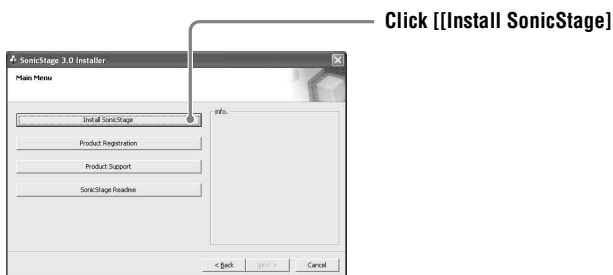 Click [[Install SonicStage]
SonicStage 3.0 Installer
Main Menu
Install SonicStage
info.
Product Registration
Product Support
SonicStage Readme
< Back
Next >
Cancel